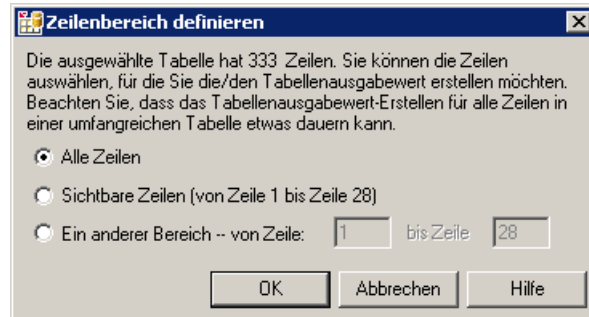 Zeilenbereich definieren
Die ausgewählte Tabelle hat 333 Zeilen. Sie können die Zeilen
auswählen, für die Sie die/den Tabellenausgabewert erstellen möchten.
Beachten Sie, dass das Tabellenausgabewert-Erstellen für alle Zeilen in
einer umfangreichen Tabelle etwas dauern kann.
Alle Zeilen
Sichtbare Zeilen (von Zeile 1 bis Zeile 28)
Ein anderer Bereich -- von Zeile: 1 bis Zeile 28
OK Abbrechen Hilfe